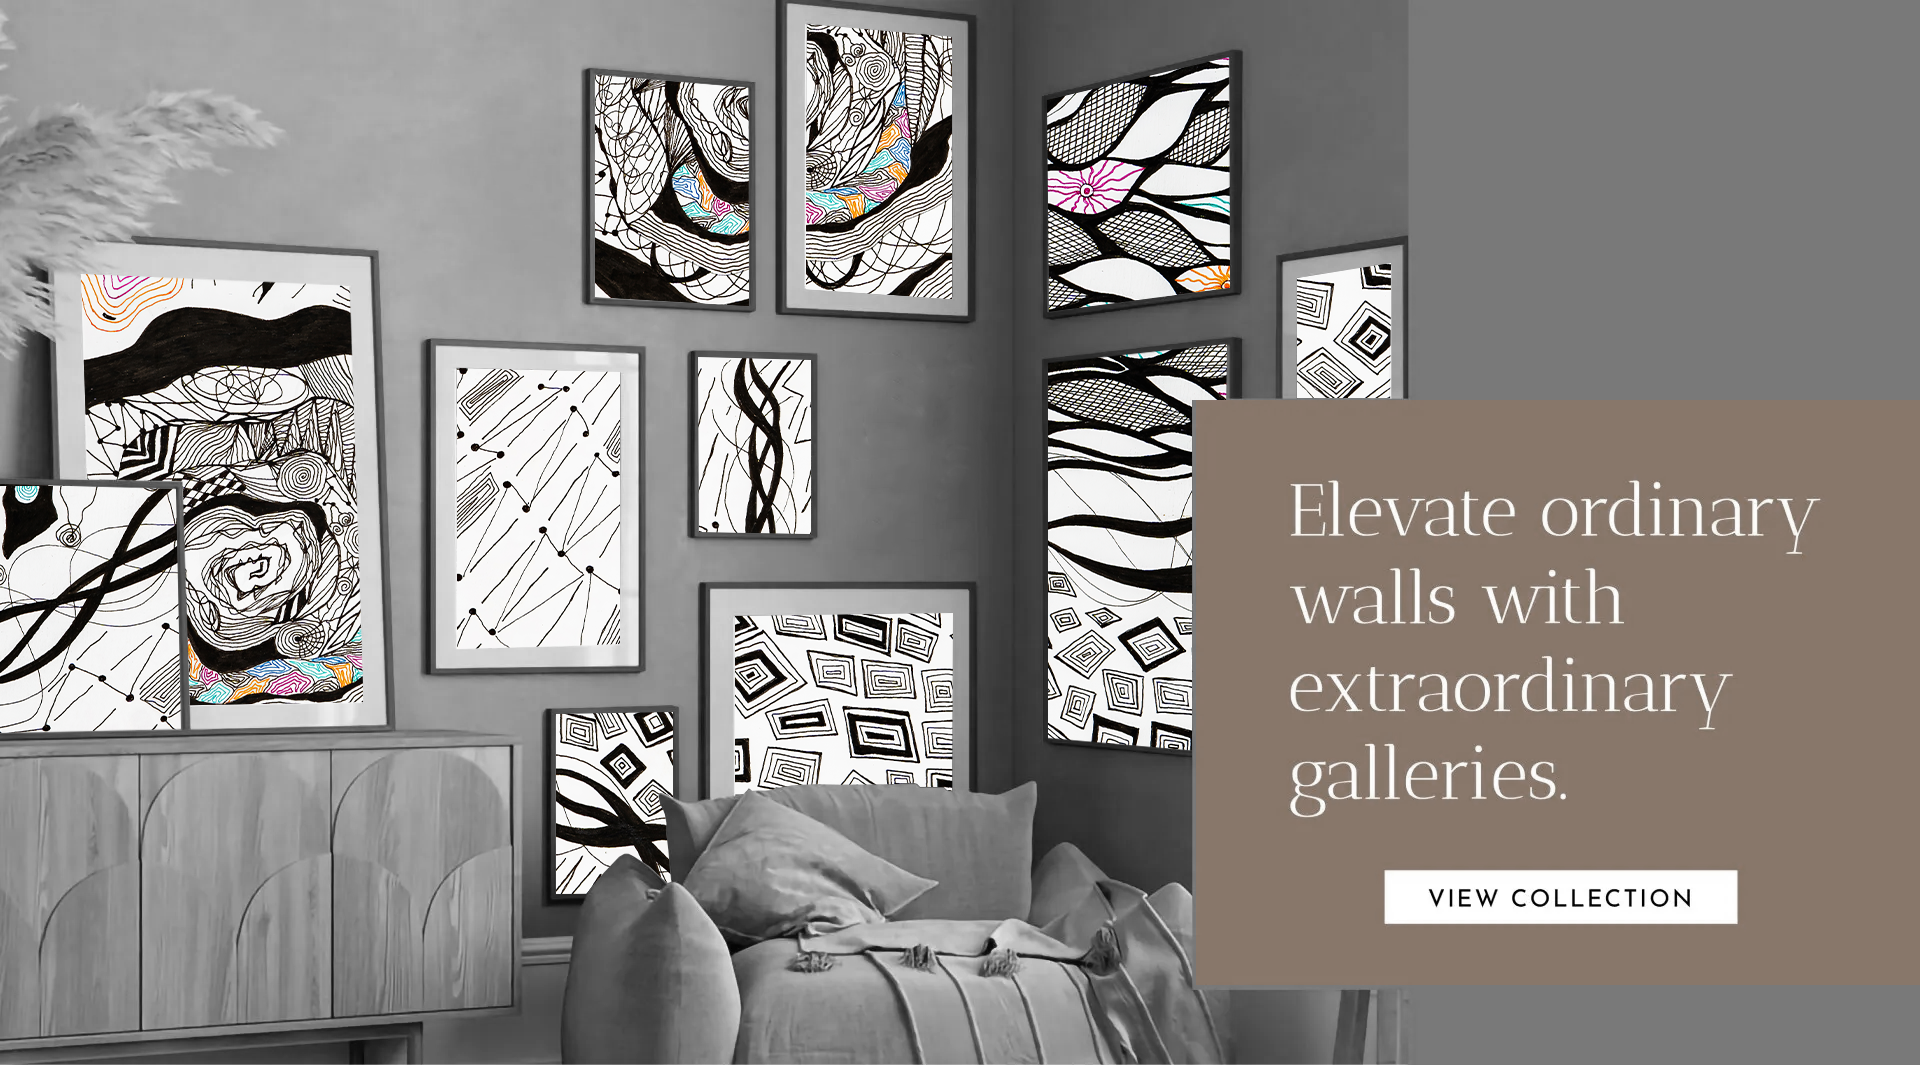 Elevate ordinary
walls with
extraordinary
galleries.
VIEW COLLECTION